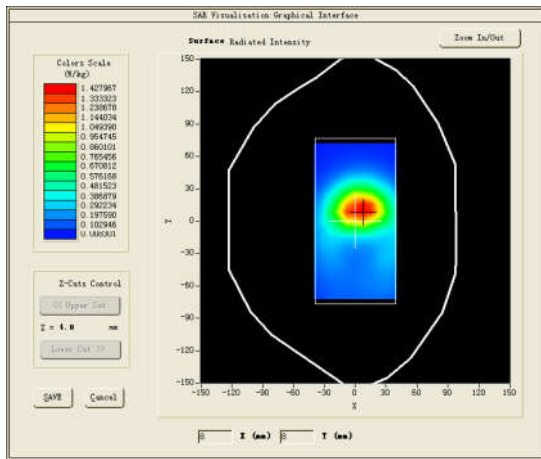 SAR Visualisation Graphical Interface
Surface Radiated Intensity
Zoom In/Out
Colors Scale
(W/kg)
1.427967
1.333323
1.238678
1.144034
1.049390
0.954745
0.860101
0.765456
0.670812
0.576168
0.481523
0.386879
0.292234
0.197590
0.102946
0.008301
150
120
90
60
30
0
-30
-60
-90
-120
-150
Y
-150 -120 -90 -60 -30 0 30 60 90 120 150
X
Z-Cuts Control
<< Upper Cut
Z = 4.0 mm
Lower Cut >>
SAVE Cancel
8 X (mm) 8 Y (mm)